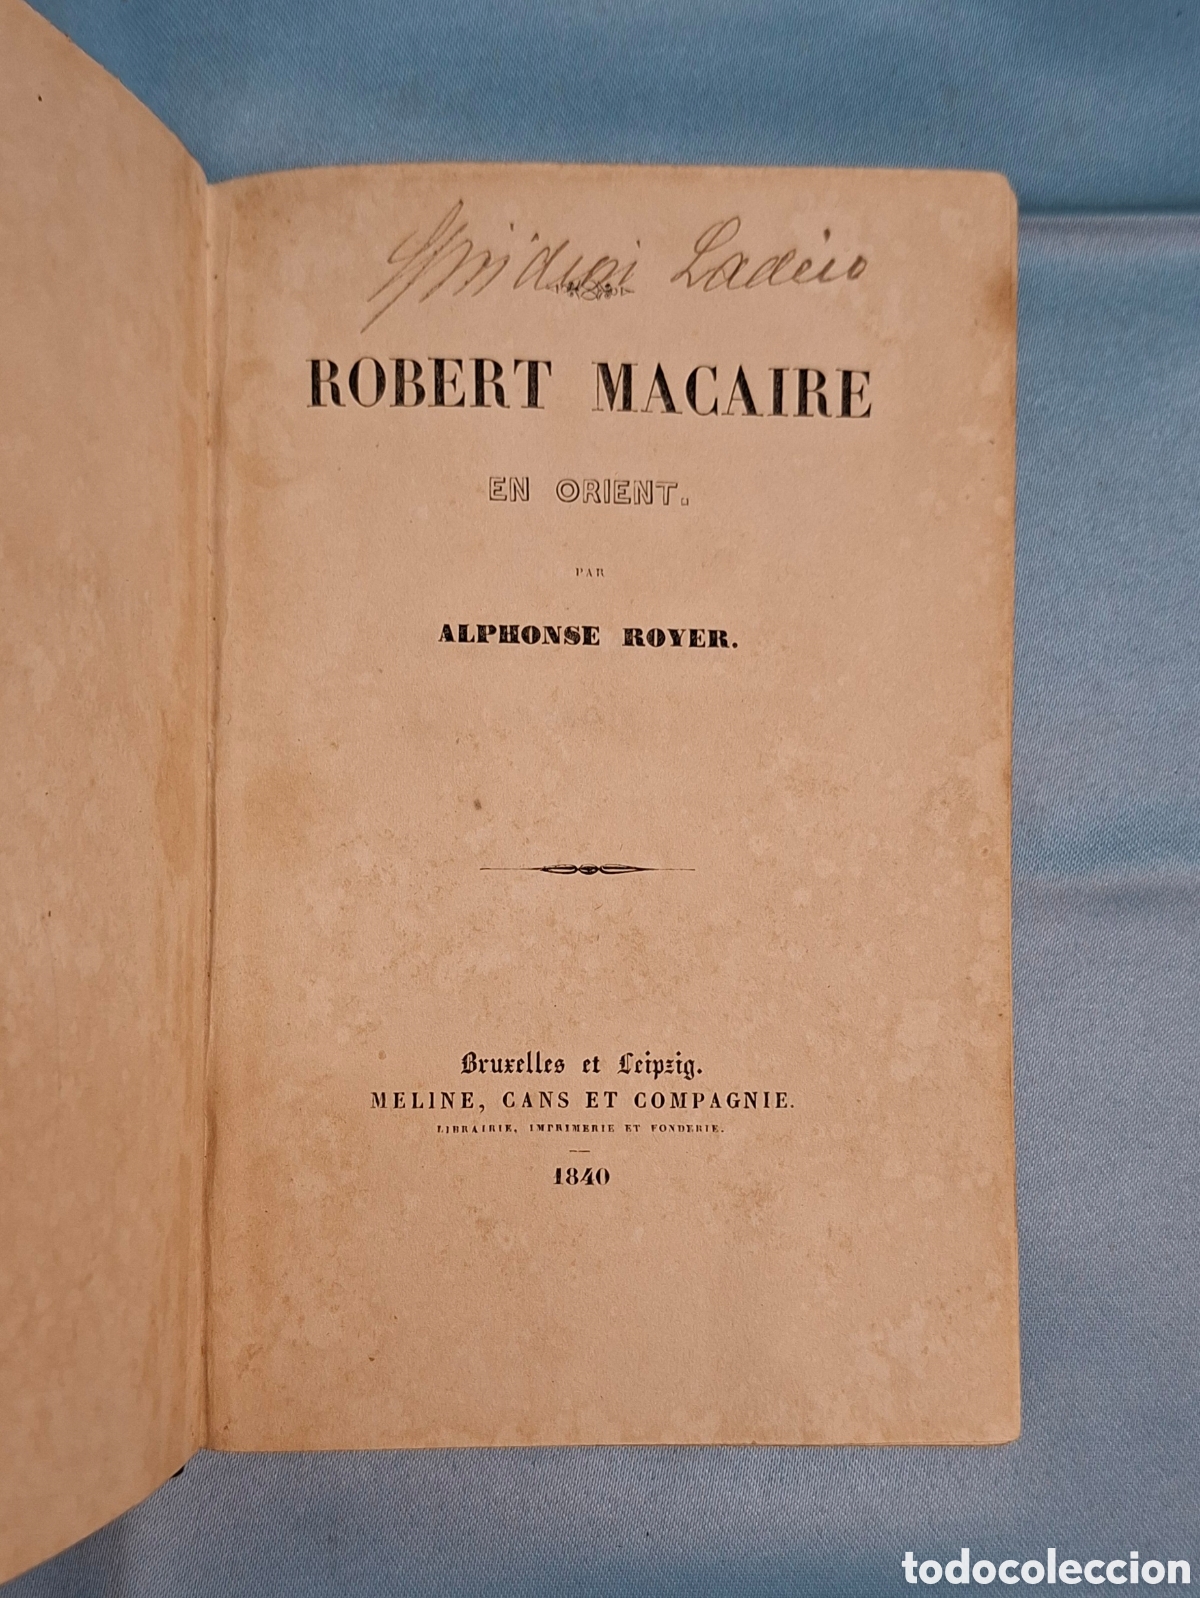 ROBERT MACAIRE
EN ORIENT.
PAR
ALPHONSE ROYER.
Bruxelles et Leipzig.
MELINE, CANS ET COMPAGNIE.
LIBRAIRIE, IMPRIMERIE ET FONDERIE.
1840
todocoleccion